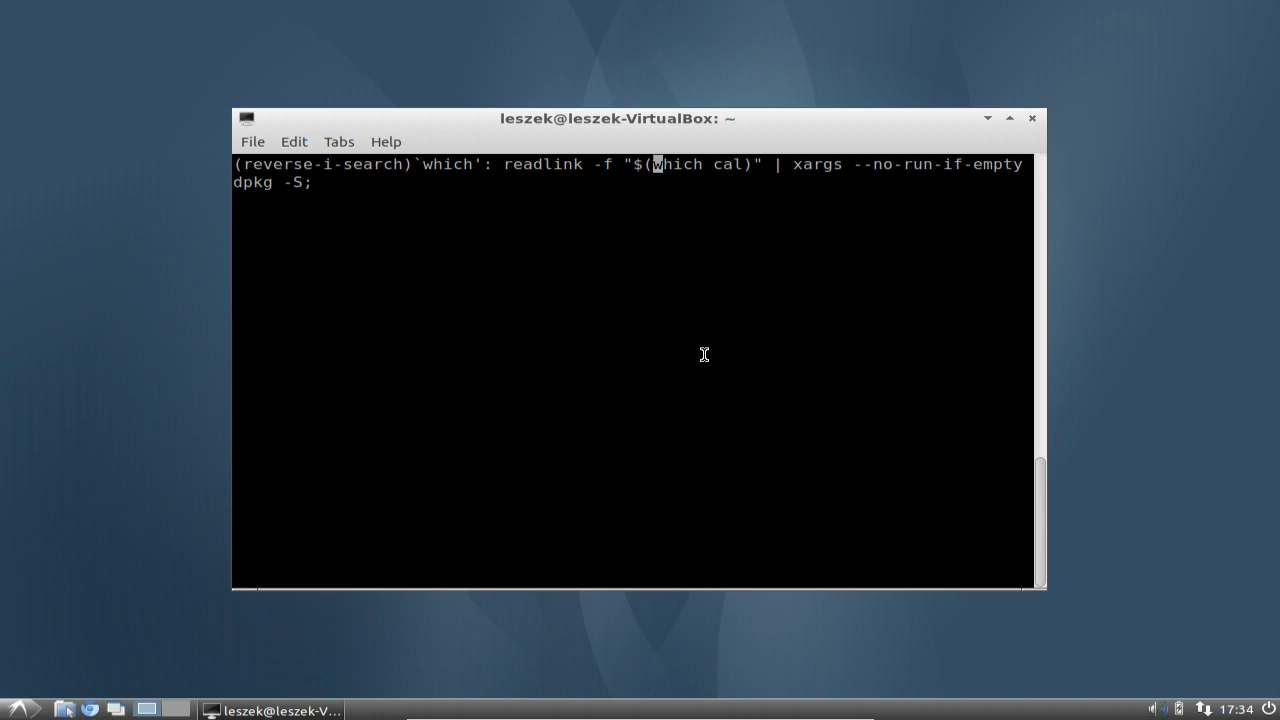 leszek@leszek-VirtualBox: ~
File Edit Tabs Help
(reverse-i-search)`which': readlink -f "$(which cal)" | xargs --no-run-if-empty
dpkg -S;
leszek@leszek-V...
17:34